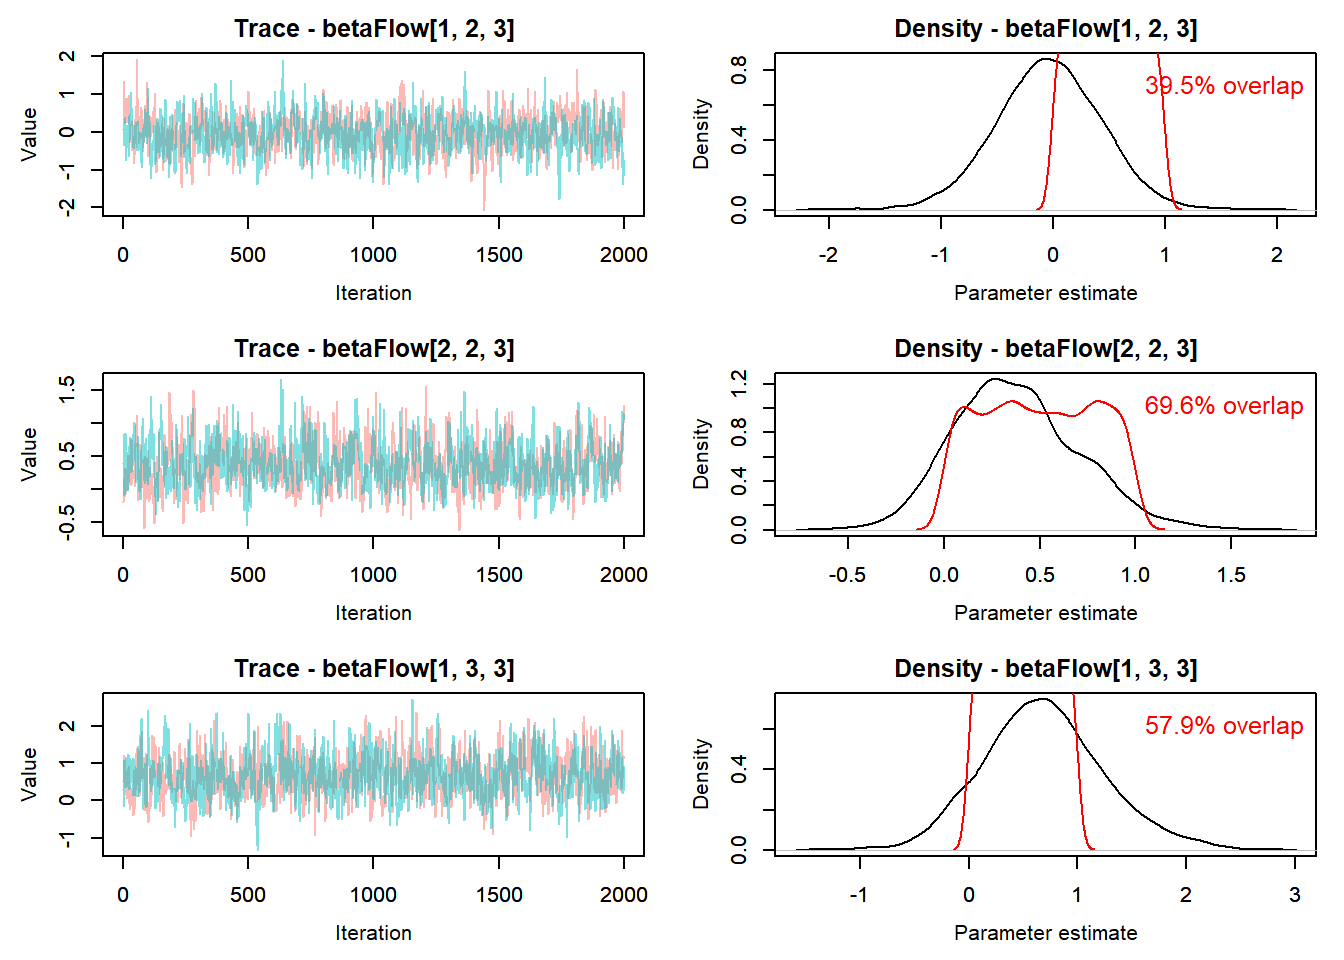 Trace - betaFlow[1, 2, 3]
Value
2
1
0
-1
-2
0 500 1000 1500 2000
Iteration
Density - betaFlow[1, 2, 3]
39.5% overlap
Density
0.8
0.4
0.0
-2 -1 0 1 2
Parameter estimate
Trace - betaFlow[2, 2, 3]
Value
1.5
0.5
-0.5
0 500 1000 1500 2000
Iteration
Density - betaFlow[2, 2, 3]
69.6% overlap
Density
1.2
0.8
0.4
0.0
-0.5 0.0 0.5 1.0 1.5
Parameter estimate
Trace - betaFlow[1, 3, 3]
Value
2
1
0
-1
0 500 1000 1500 2000
Iteration
Density - betaFlow[1, 3, 3]
57.9% overlap
Density
0.4
0.0
-1 0 1 2 3
Parameter estimate